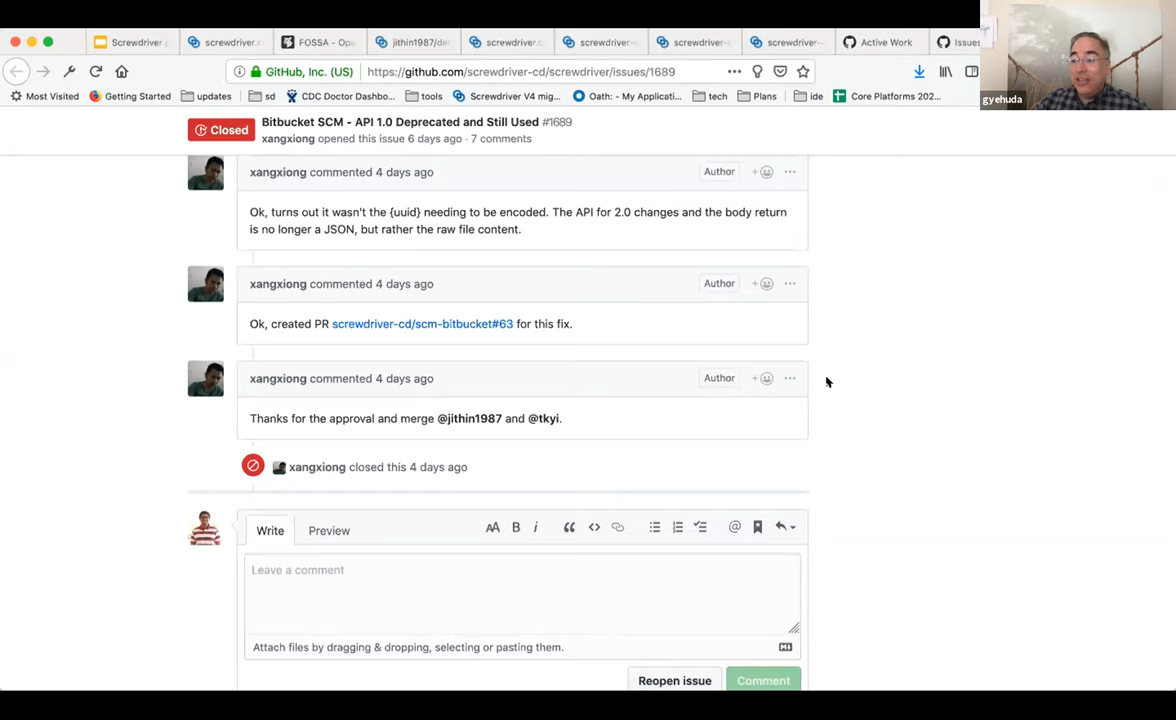 Screwdriver
screwdriver.c
FOSSA - Ope
jithin1987/de
screwdriver.
screwdriver-
screwdriver-
screwdriver-
Active Work
Issues
GitHub, Inc. (US)
https://github.com/screwdriver-cd/screwdriver/issues/1689
Most Visited
Getting Started
updates
sd
CDC Doctor Dashbo...
tools
Screwdriver V4 mig...
Oath: - My Applicati...
tech
Plans
ide
Core Platforms 202...
gyehuda
Closed
Bitbucket SCM - API 1.0 Deprecated and Still Used #1689
xangxiong opened this issue 6 days ago · 7 comments
xangxiong commented 4 days ago
Author
Ok, turns out it wasn't the {uuid} needing to be encoded. The API for 2.0 changes and the body return
is no longer a JSON, but rather the raw file content.
xangxiong commented 4 days ago
Author
Ok, created PR screwdriver-cd/scm-bitbucket#63 for this fix.
xangxiong commented 4 days ago
Author
Thanks for the approval and merge @jithin1987 and @tkyi.
xangxiong closed this 4 days ago
Write
Preview
AA B i
@
Leave a comment
Attach files by dragging & dropping, selecting or pasting them.
Reopen issue
Comment